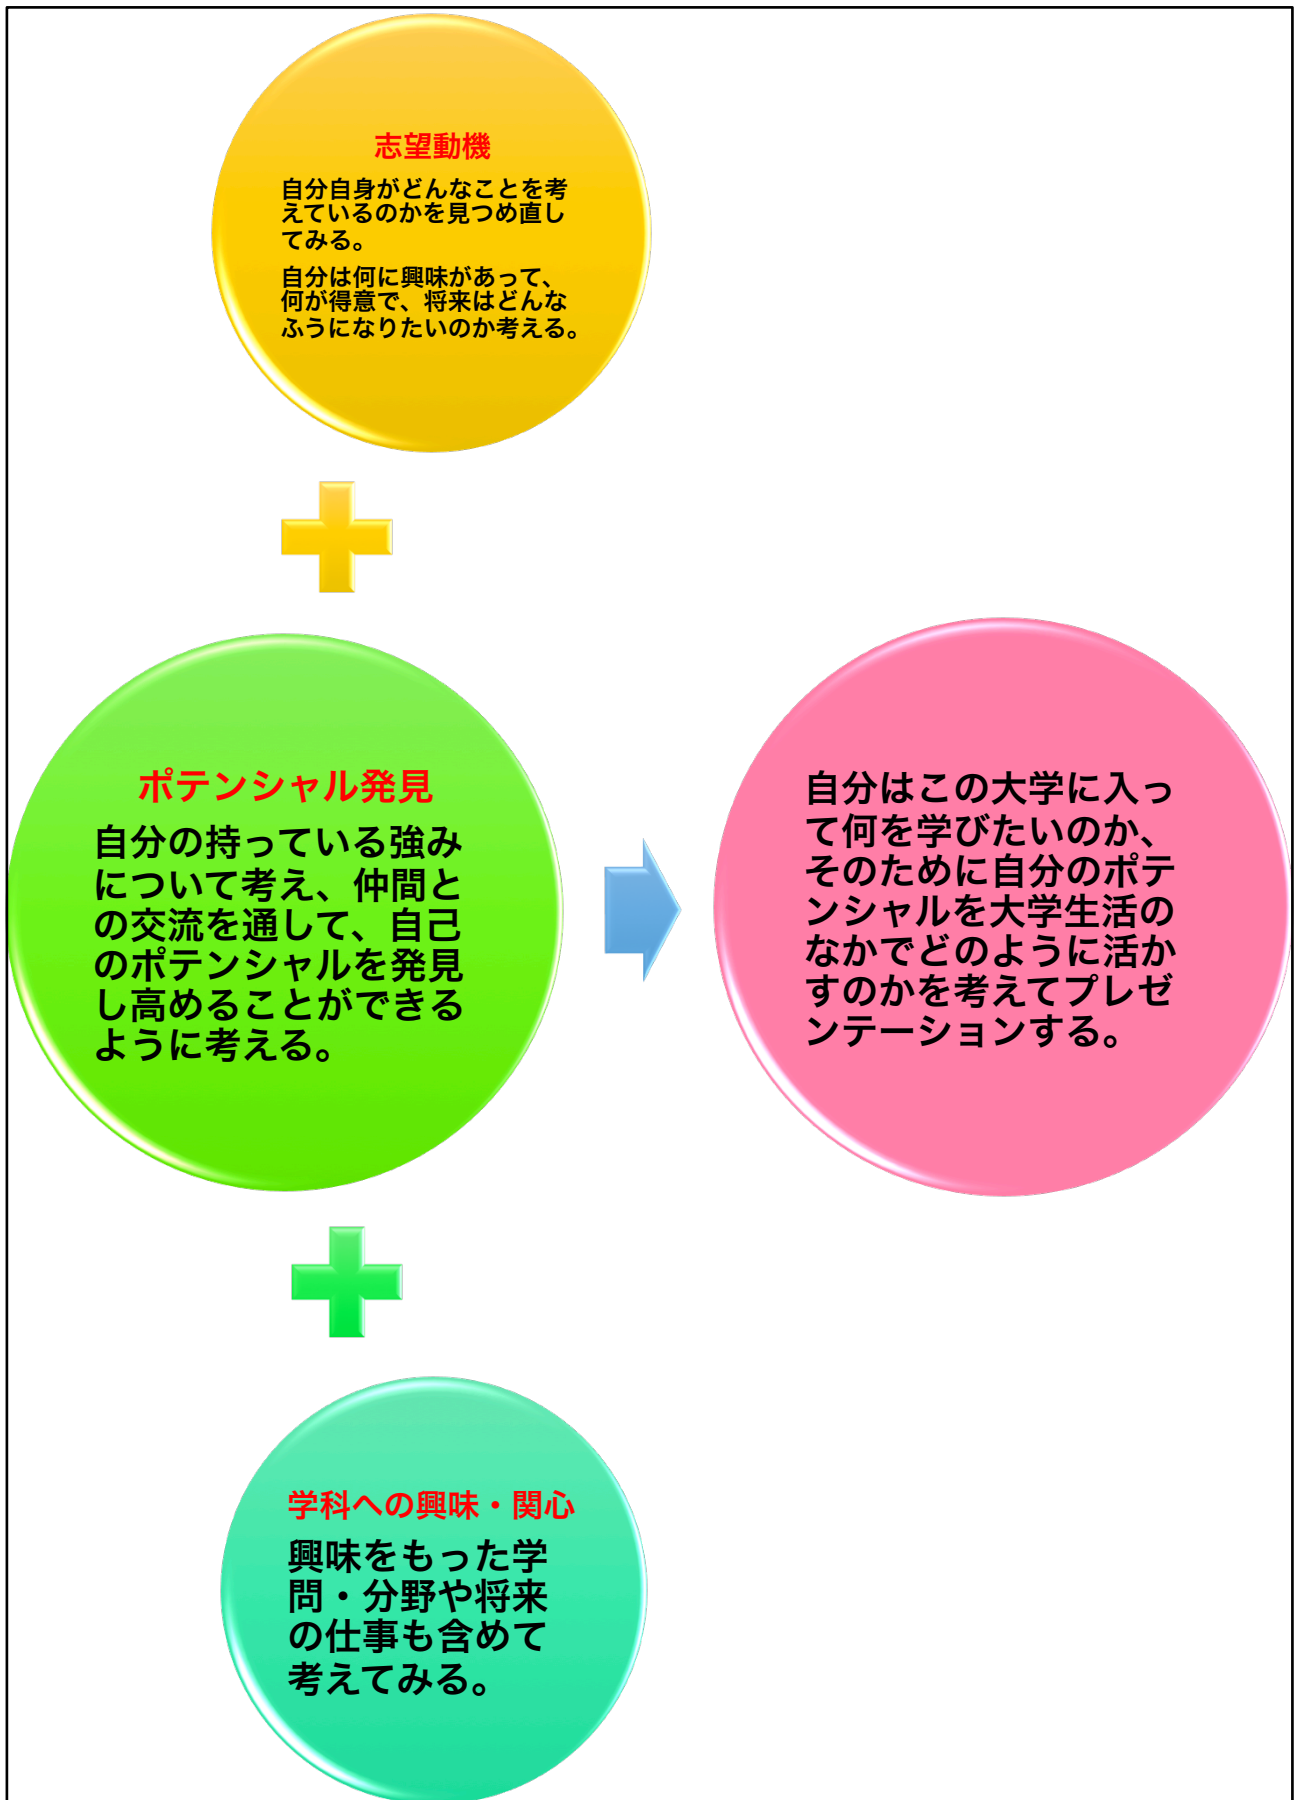 志望動機
自分自身がどんなことを考
えているのかを見つめ直し
てみる。
自分は何に興味があって、
何が得意で、将来はどんな
ふうになりたいのか考える。
ポテンシャル発見
自分の持っている強み
について考え、仲間と
の交流を通して、自己
のポテンシャルを発見
し高めることができる
ように考える。
自分はこの大学に入っ
て何を学びたいのか、
そのために自分のポテ
ンシャルを大学生活の
なかでどのように活か
すのかを考えてプレゼ
ンテーションする。
学科への興味・関心
興味をもった学
問・分野や将来
の仕事も含めて
考えてみる。